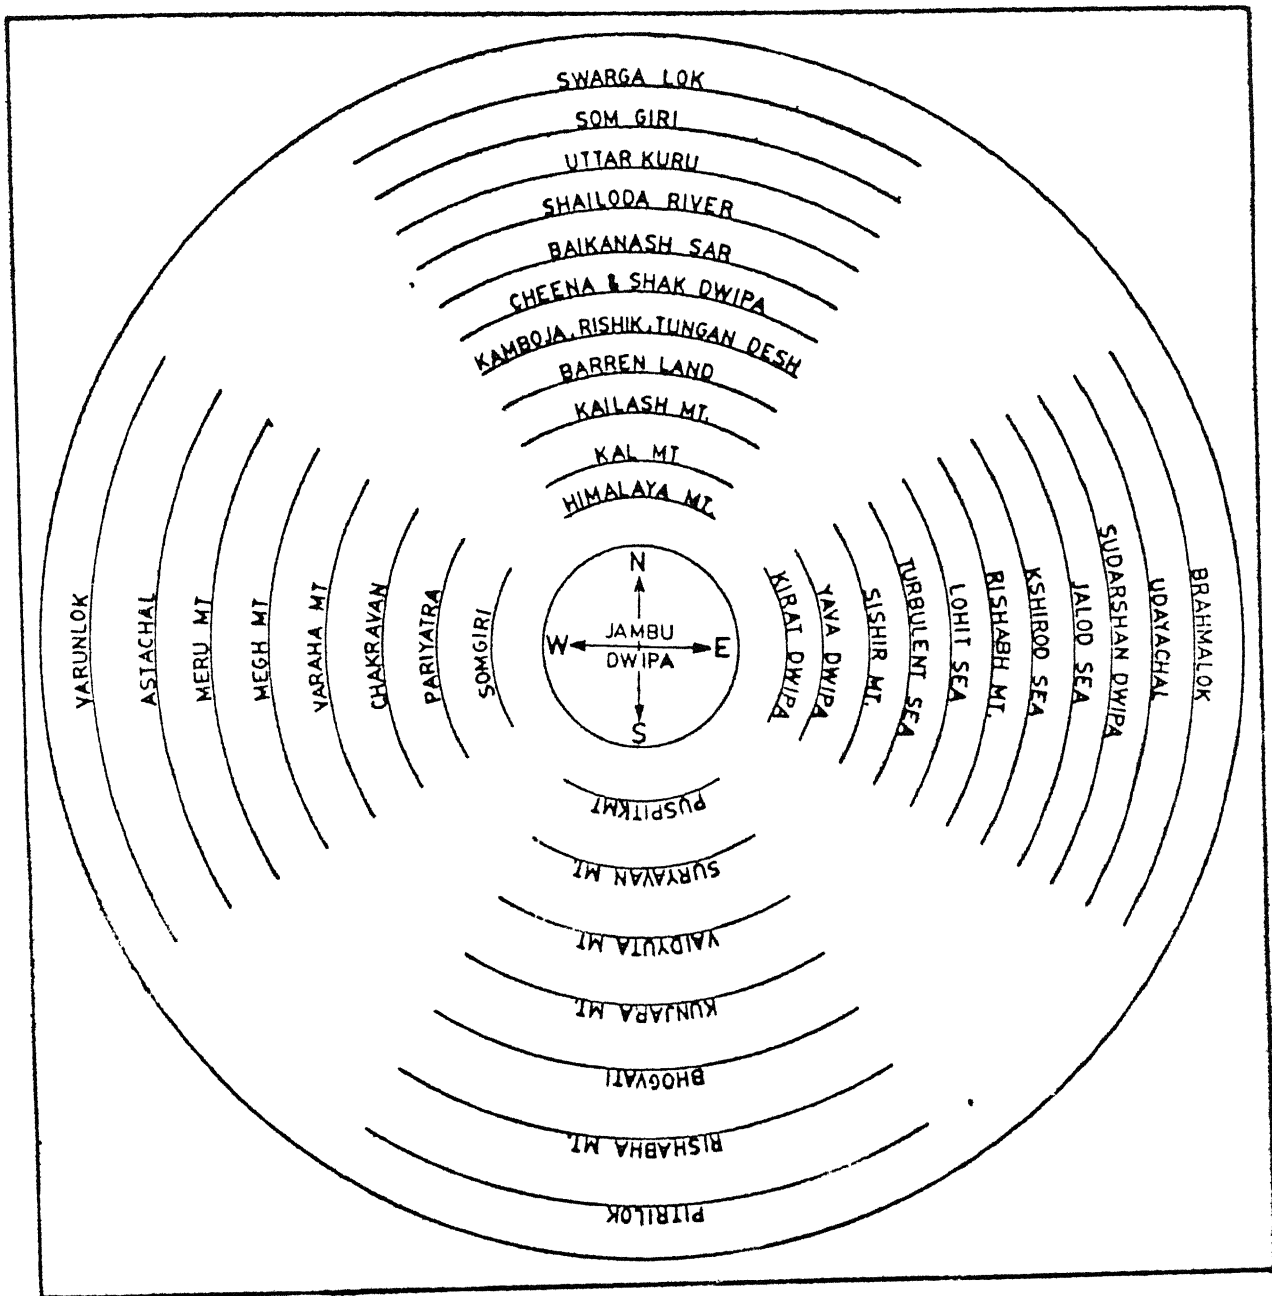 SWARGA LOK
SOM GIRI
UTTAR KURU
SHAILODA RIVER
BAIKANASH SAR
CHEENA & SHAK DWIPA
KAMBOJA, RISHIK, TUNGAN DESH
BARREN LAND
KAILASH MT.
KAL MT
HIMALAYA MT.
N
W
JAMBU
DWIPA
E
S
VARUNLOK
ASTACHAL
MERU MT
MEGH MT
VARAHA MT
CHAKRAVAN
PARIYATRA
SOMGIRI
KIRAT DWIPA
YAVA DWIPA
SISHIR MT.
TURBULENT SEA
LOHIT SEA
RISHABH MT.
KSHIROD SEA
JALOD SEA
SUDARSHAN DWIPA
UDAYACHAL
BRAHMALOK
PUSPITKMT
SURYAVAN MT.
VAIDYUTA MT
KUNJARA MT.
BHOGVATI
RISHABHA MT.
PITRILOK